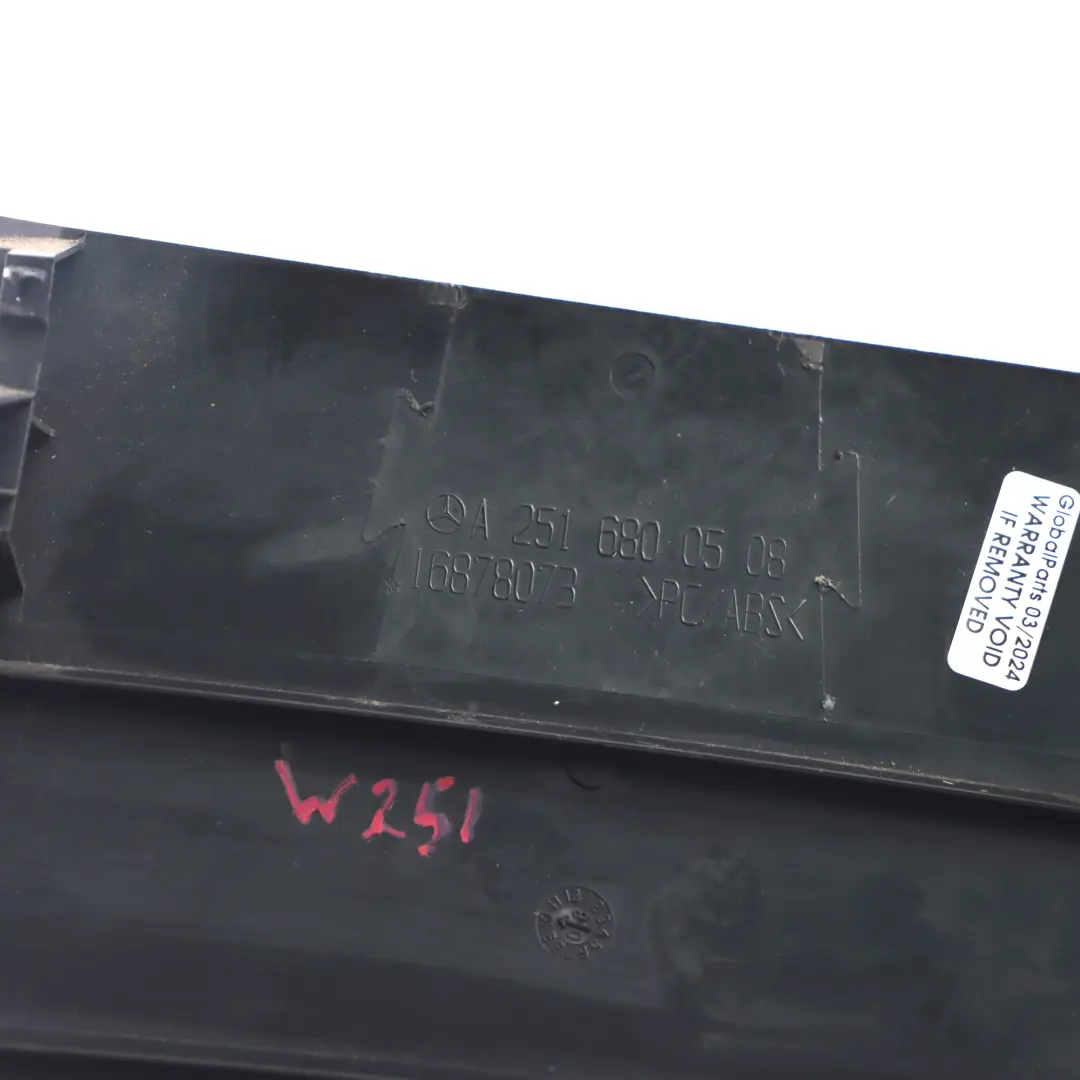 A 251 680 05 08
16878073 >PC/ABS<
GlobalParts 03/2024
WARRANTY VOID
IF REMOVED
W251